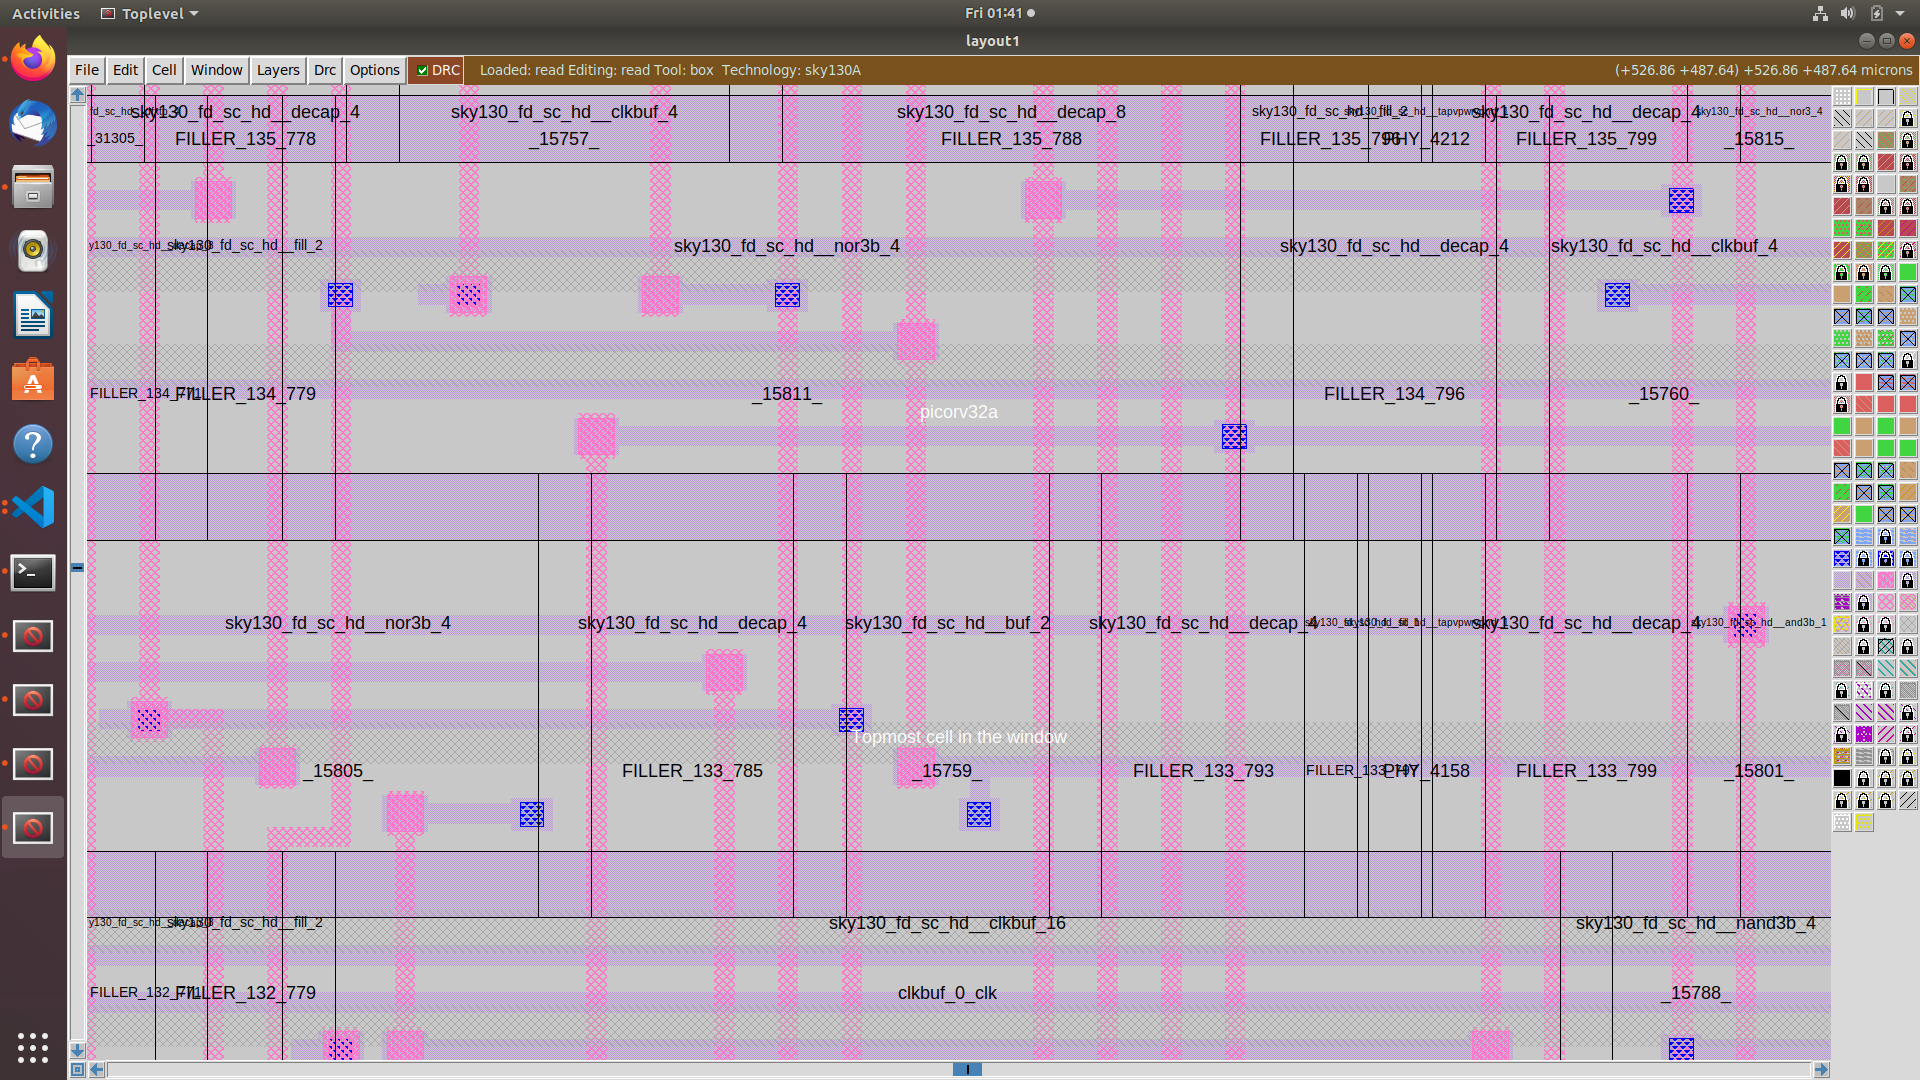 Activities Toplevel Fri 01:41
layout1
File Edit Cell Window Layers Drc Options DRC Loaded: read Editing: read Tool: box Technology: sky130A (+526.86 +487.64) +526.86 +487.64 microns
sky130_fd_sc_hd__decap_4 sky130_fd_sc_hd__clkbuf_4 sky130_fd_sc_hd__decap_8 sky130_fd_sc_hd__fill_2 sky130_fd_sc_hd__decap_4 sky130_fd_sc_hd__nor3_4
_31305_ FILLER_135_778 _15757_ FILLER_135_788 FILLER_135_796 PHY_4212 FILLER_135_799 _15815_
sky130_fd_sc_hd__fill_2 sky130_fd_sc_hd__nor3b_4 sky130_fd_sc_hd__decap_4 sky130_fd_sc_hd__clkbuf_4
FILLER_134_771 FILLER_134_779 _15811_ FILLER_134_796 _15760_
picorv32a
sky130_fd_sc_hd__nor3b_4 sky130_fd_sc_hd__decap_4 sky130_fd_sc_hd__buf_2 sky130_fd_sc_hd__decap_4 sky130_fd_sc_hd__decap_4 sky130_fd_sc_hd__and3b_1
Topmost cell in the window
_15805_ FILLER_133_785 _15759_ FILLER_133_793 FILLER_133_797 PHY_4158 FILLER_133_799 _15801_
sky130_fd_sc_hd__fill_2 sky130_fd_sc_hd__clkbuf_16 sky130_fd_sc_hd__nand3b_4
FILLER_132_771 FILLER_132_779 clkbuf_0_clk _15788_